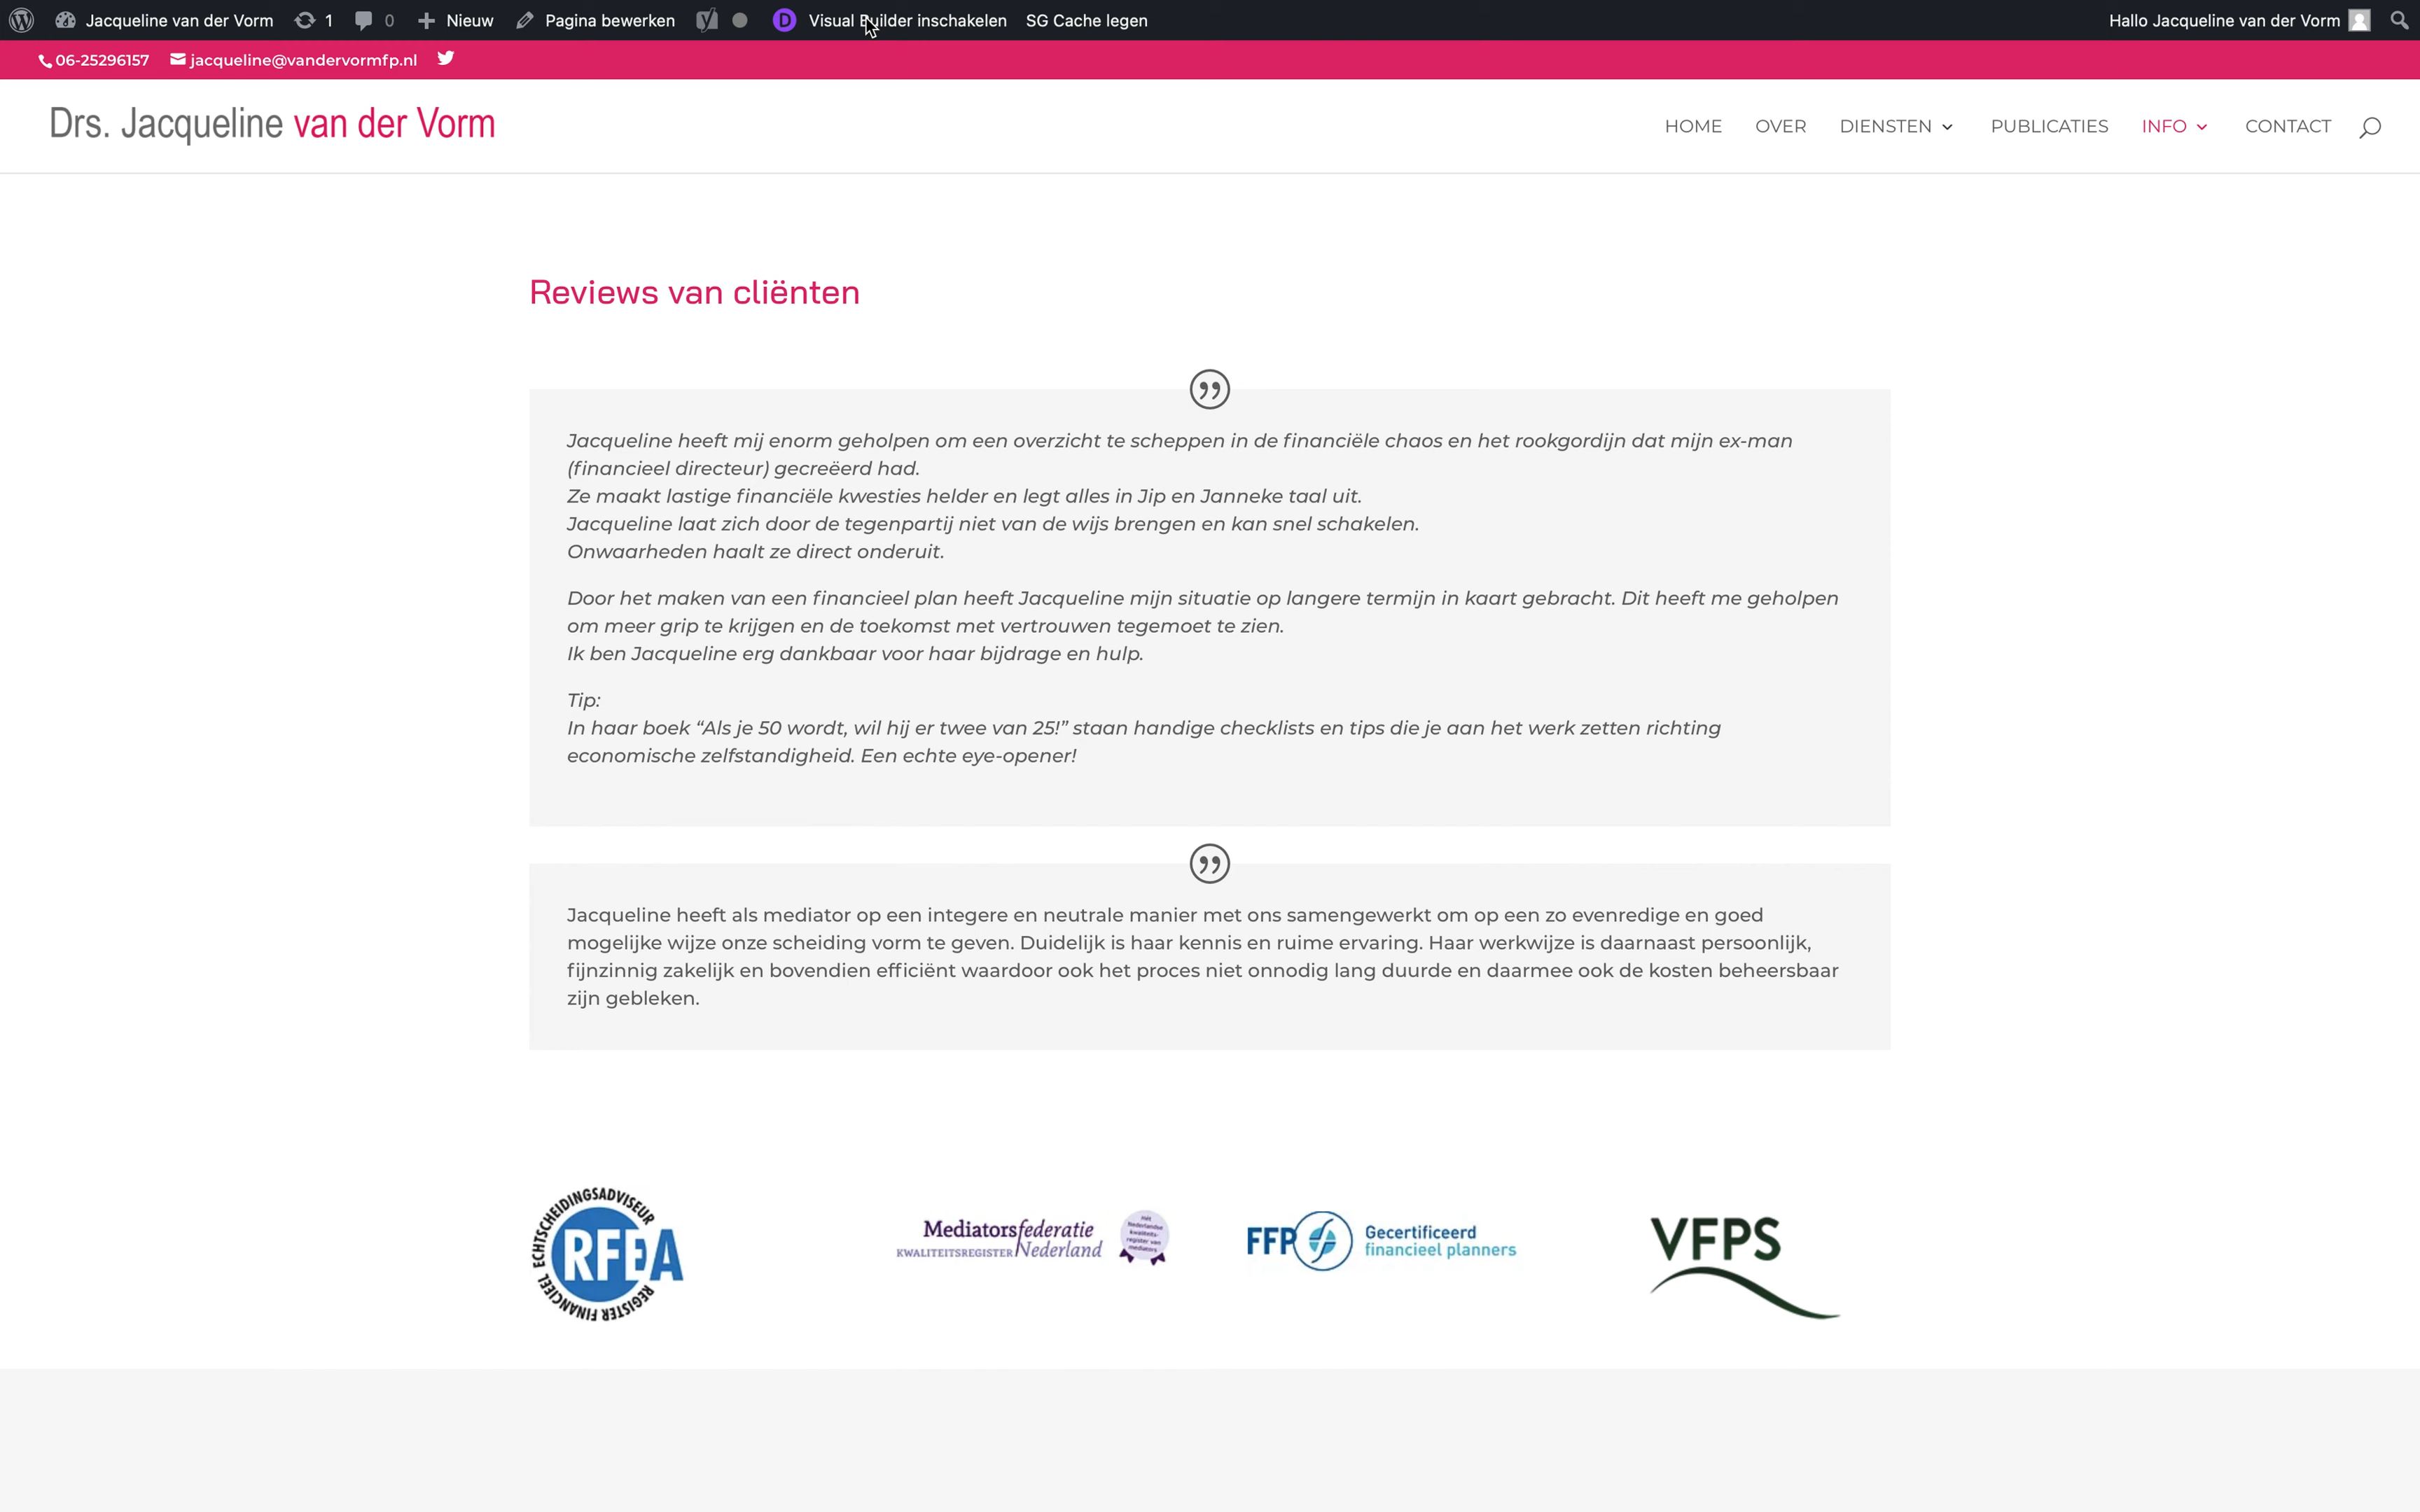 Jacqueline van der Vorm 1 0 Nieuw Pagina bewerken Visual Builder inschakelen SG Cache legen Hallo Jacqueline van der Vorm
06-25296157 jacqueline@vandervormfp.nl
Drs. Jacqueline van der Vorm
HOME OVER DIENSTEN PUBLICATIES INFO CONTACT
Reviews van cliënten
Jacqueline heeft mij enorm geholpen om een overzicht te scheppen in de financiële chaos en het rookgordijn dat mijn ex-man
(financieel directeur) gecreëerd had.
Ze maakt lastige financiële kwesties helder en legt alles in Jip en Janneke taal uit.
Jacqueline laat zich door de tegenpartij niet van de wijs brengen en kan snel schakelen.
Onwaarheden haalt ze direct onderuit.
Door het maken van een financieel plan heeft Jacqueline mijn situatie op langere termijn in kaart gebracht. Dit heeft me geholpen
om meer grip te krijgen en de toekomst met vertrouwen tegemoet te zien.
Ik ben Jacqueline erg dankbaar voor haar bijdrage en hulp.
Tip:
In haar boek “Als je 50 wordt, wil hij er twee van 25!” staan handige checklists en tips die je aan het werk zetten richting
economische zelfstandigheid. Een echte eye-opener!
Jacqueline heeft als mediator op een integere en neutrale manier met ons samengewerkt om op een zo evenredige en goed
mogelijke wijze onze scheiding vorm te geven. Duidelijk is haar kennis en ruime ervaring. Haar werkwijze is daarnaast persoonlijk,
fijnzinnig zakelijk en bovendien efficiënt waardoor ook het proces niet onnodig lang duurde en daarmee ook de kosten beheersbaar
zijn gebleken.
RFEA
REGISTER FINANCIEEL ECHTSCHEIDINGSADVISEUR
Mediatorsfederatie
KWALITEITSREGISTER Nederland
Hét
Nederlandse
kwaliteits-
register van
mediators
FFP Gecertificeerd
financieel planners
VFPS